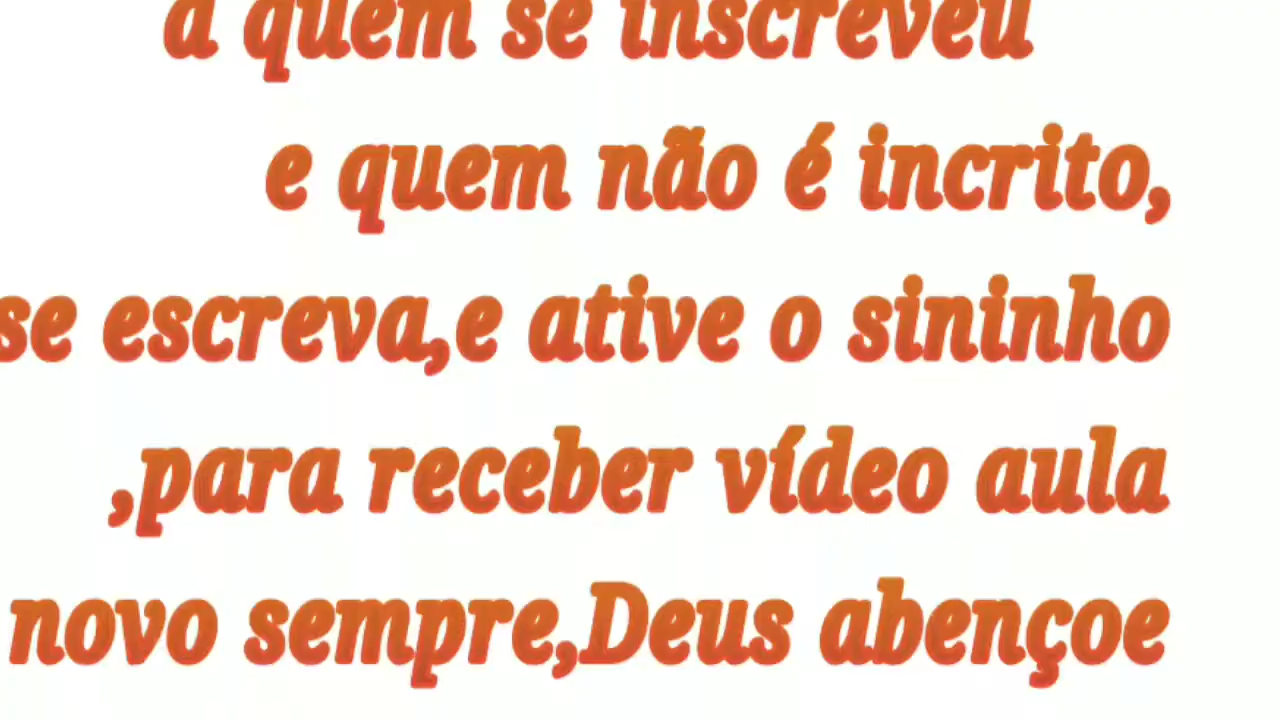 a quem se inscreveu
e quem não é incrito,
se escreva,e ative o sininho
,para receber vídeo aula
novo sempre,Deus abençoe